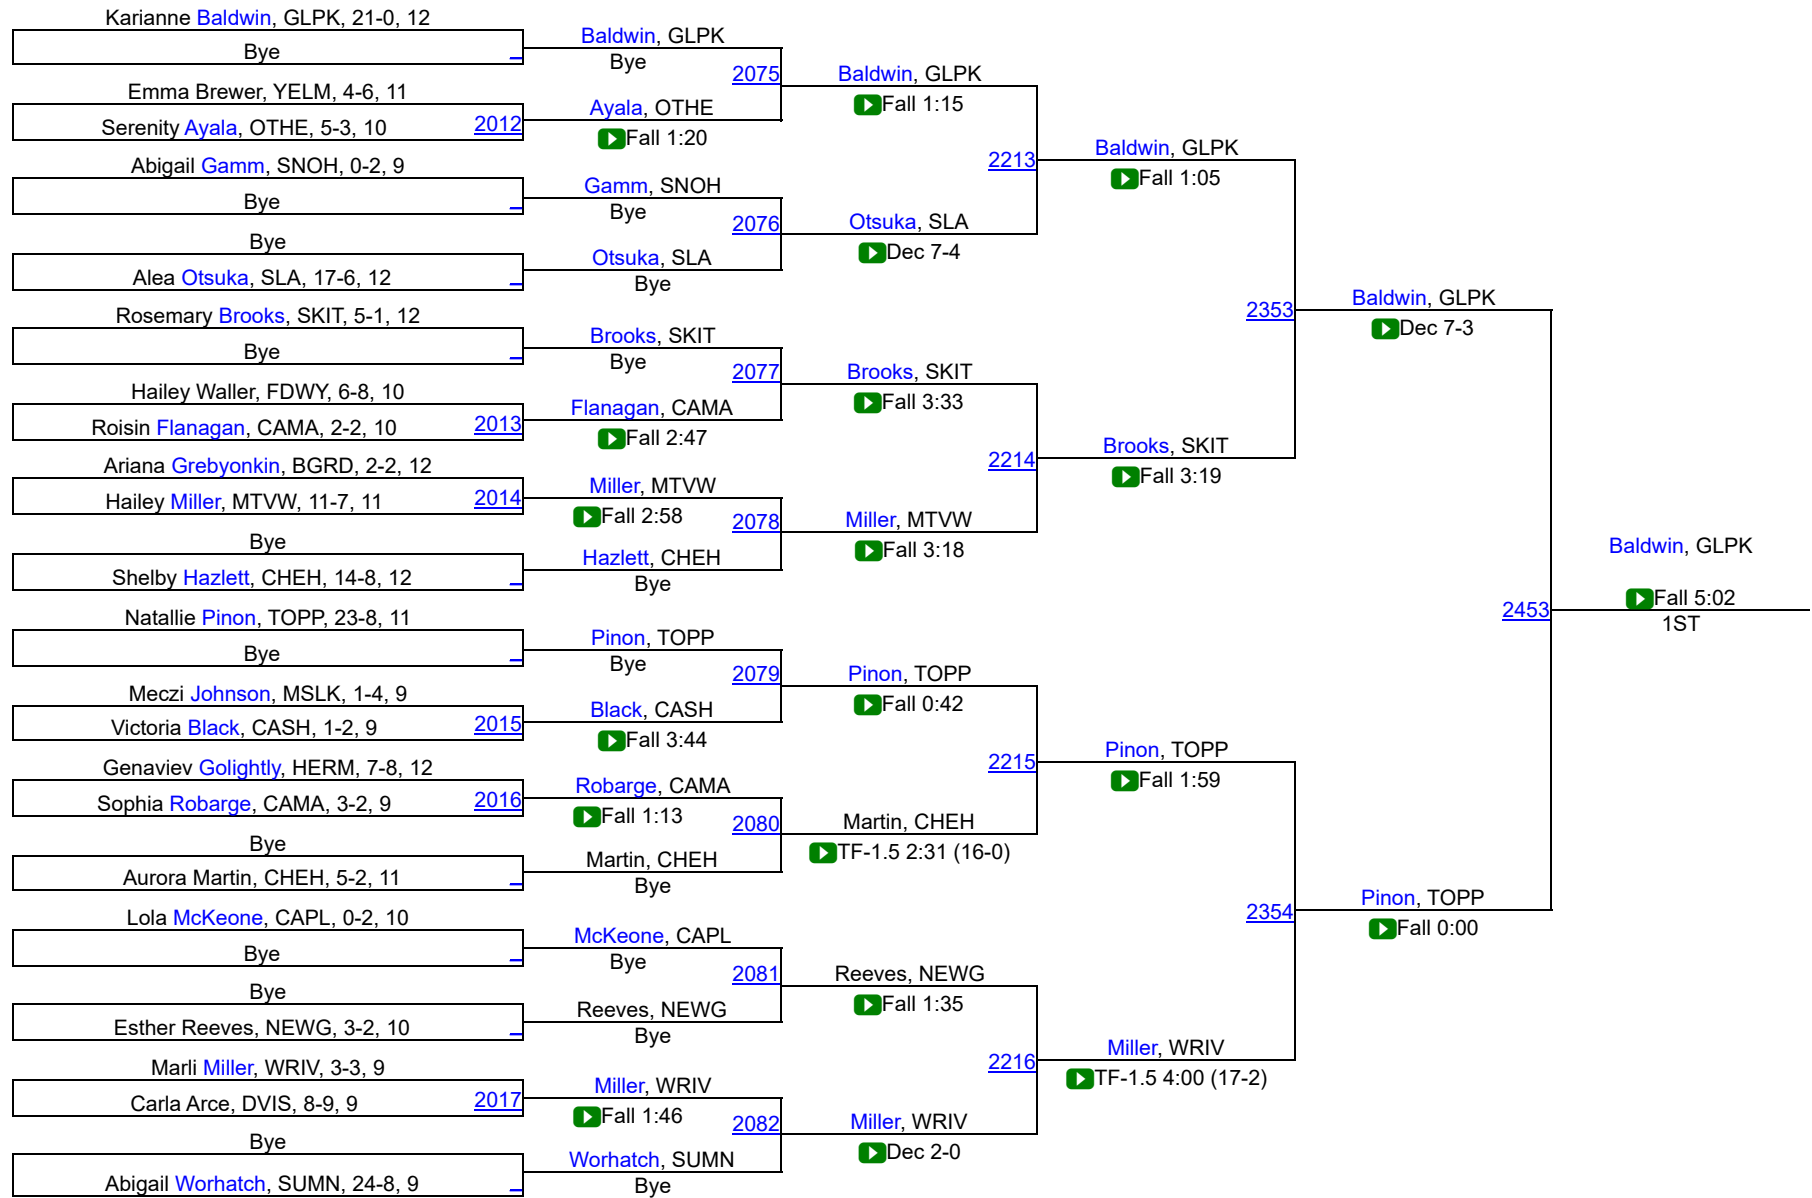 Karianne Baldwin, GLPK, 21-0, 12
Bye
Emma Brewer, YELM, 4-6, 11
Serenity Ayala, OTHE, 5-3, 10
2012
Abigail Gamm, SNOH, 0-2, 9
Bye
Bye
Alea Otsuka, SLA, 17-6, 12
Rosemary Brooks, SKIT, 5-1, 12
Bye
Hailey Waller, FDWY, 6-8, 10
Roisin Flanagan, CAMA, 2-2, 10
2013
Ariana Grebyonkin, BGRD, 2-2, 12
Hailey Miller, MTVW, 11-7, 11
2014
Bye
Shelby Hazlett, CHEH, 14-8, 12
Natallie Pinon, TOPP, 23-8, 11
Bye
Meczi Johnson, MSLK, 1-4, 9
Victoria Black, CASH, 1-2, 9
2015
Genaviev Golightly, HERM, 7-8, 12
Sophia Robarge, CAMA, 3-2, 9
2016
Bye
Aurora Martin, CHEH, 5-2, 11
Lola McKeone, CAPL, 0-2, 10
Bye
Bye
Esther Reeves, NEWG, 3-2, 10
Marli Miller, WRIV, 3-3, 9
Carla Arce, DVIS, 8-9, 9
2017
Bye
Abigail Worhatch, SUMN, 24-8, 9
Baldwin, GLPK
Bye
2075
Ayala, OTHE
Fall 1:20
Gamm, SNOH
Bye
2076
Otsuka, SLA
Bye
Brooks, SKIT
Bye
2077
Flanagan, CAMA
Fall 2:47
Miller, MTVW
Fall 2:58
2078
Hazlett, CHEH
Bye
Pinon, TOPP
Bye
2079
Black, CASH
Fall 3:44
Robarge, CAMA
Fall 1:13
2080
Martin, CHEH
Bye
McKeone, CAPL
Bye
2081
Reeves, NEWG
Bye
Miller, WRIV
Fall 1:46
2082
Worhatch, SUMN
Bye
Baldwin, GLPK
Fall 1:15
2213
Otsuka, SLA
Dec 7-4
Brooks, SKIT
Fall 3:33
2214
Miller, MTVW
Fall 3:18
Pinon, TOPP
Fall 0:42
2215
Martin, CHEH
TF-1.5 2:31 (16-0)
Reeves, NEWG
Fall 1:35
2216
Miller, WRIV
Dec 2-0
Baldwin, GLPK
Fall 1:05
2353
Brooks, SKIT
Fall 3:19
Pinon, TOPP
Fall 1:59
2354
Miller, WRIV
TF-1.5 4:00 (17-2)
Baldwin, GLPK
Dec 7-3
2453
Pinon, TOPP
Fall 0:00
Baldwin, GLPK
Fall 5:02
1ST